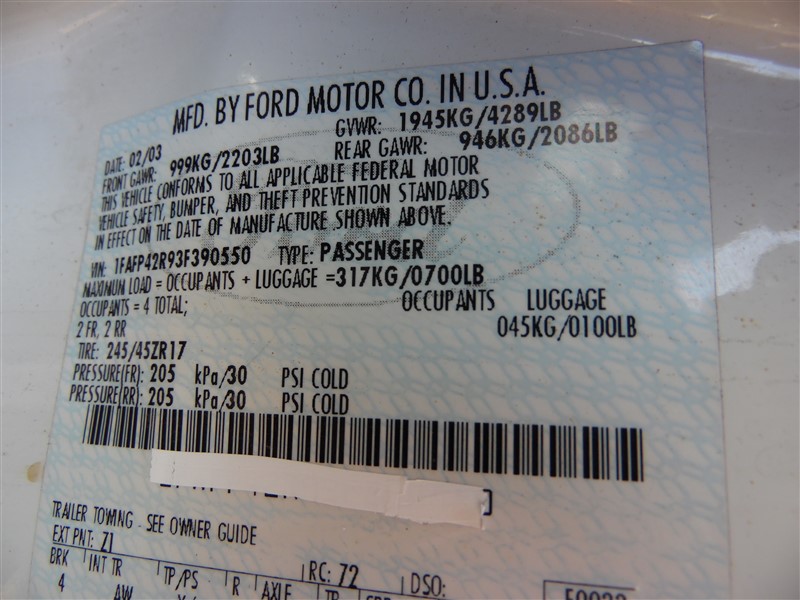 MFD. BY FORD MOTOR CO. IN U.S.A.
DATE: 02/03 GVWR: 1945KG/4289LB
FRONT GAWR: 999KG/2203LB REAR GAWR: 946KG/2086LB
THIS VEHICLE CONFORMS TO ALL APPLICABLE FEDERAL MOTOR
VEHICLE SAFETY, BUMPER, AND THEFT PREVENTION STANDARDS
IN EFFECT ON THE DATE OF MANUFACTURE SHOWN ABOVE.
VIN: 1FAFP42R93F390550 TYPE: PASSENGER
MAXIMUM LOAD = OCCUPANTS + LUGGAGE =317KG/0700LB
OCCUPANTS = 4 TOTAL; OCCUPANTS LUGGAGE
2 FR, 2 RR 045KG/0100LB
TIRE: 245/45ZR17
PRESSURE(FR): 205 kPa/30 PSI COLD
PRESSURE(RR): 205 kPa/30 PSI COLD
TRAILER TOWING - SEE OWNER GUIDE
EXT PNT: Z1 RC: 72 DSO:
BRK INT TR TP/PS R AXLE TR
4 AW